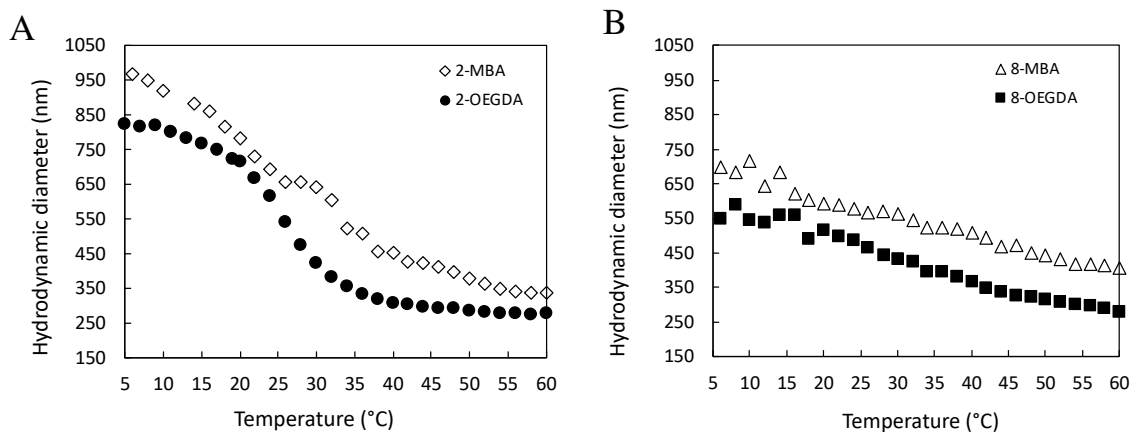 A
Hydrodynamic diameter (nm)
1050
950
850
750
650
550
450
350
250
150
2-MBA
2-OEGDA
5 10 15 20 25 30 35 40 45 50 55 60
Temperature (°C)
B
Hydrodynamic diameter (nm)
1050
950
850
750
650
550
450
350
250
150
8-MBA
8-OEGDA
5 10 15 20 25 30 35 40 45 50 55 60
Temperature (°C)